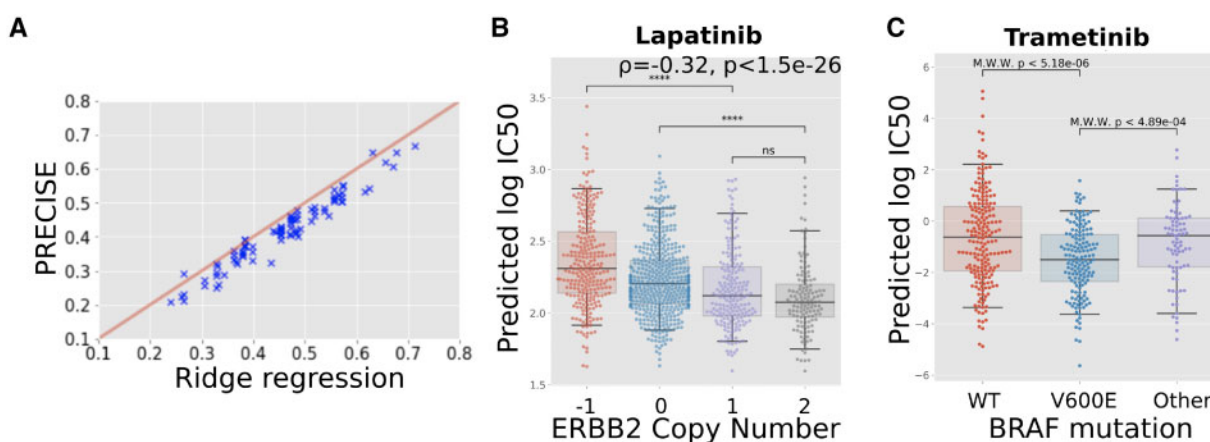 A
0.8
0.7
0.6
0.5
0.4
0.3
0.2
0.1
PRECISE
0.1 0.2 0.3 0.4 0.5 0.6 0.7 0.8
Ridge regression
B
Lapatinib
ρ=-0.32, p<1.5e-26
****
****
ns
3.5
3.0
2.5
2.0
1.5
Predicted log IC50
-1 0 1 2
ERBB2 Copy Number
C
Trametinib
M.W.W. p < 5.18e-06
M.W.W. p < 4.89e-04
6
4
2
0
−2
−4
−6
Predicted log IC50
WT V600E Other
BRAF mutation